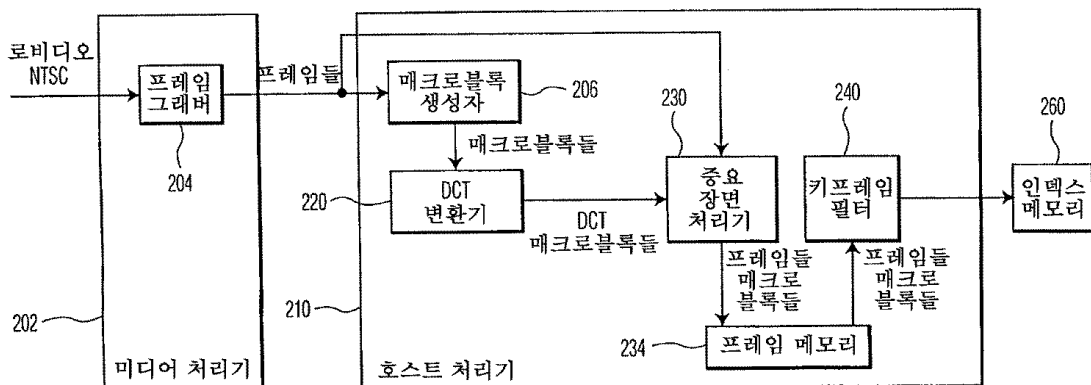 로비디오
NTSC
프레임
그래버
204
202
미디어 처리기
프레임들
매크로블록
생성자
206
매크로블록들
220
DCT
변환기
DCT
매크로블록들
230
중요
장면
처리기
프레임들
매크로
블록들
234
프레임 메모리
240
키프레임
필터
프레임들
매크로
블록들
260
인덱스
메모리
210
호스트 처리기